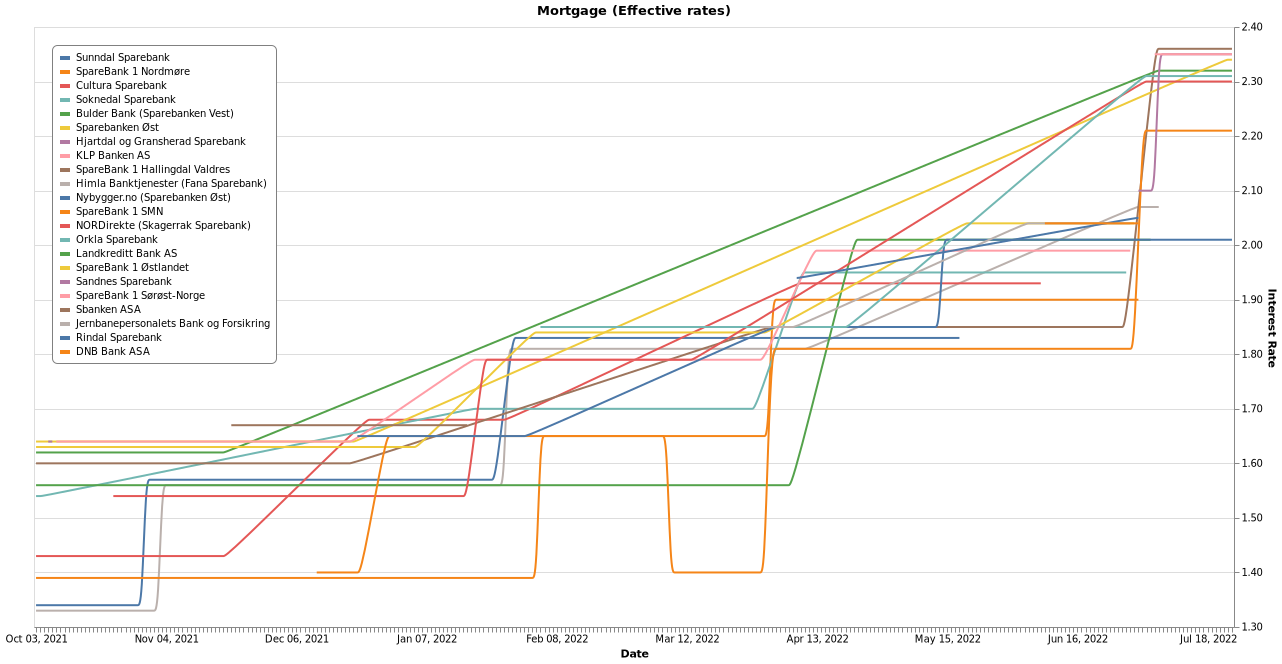 Mortgage (Effective rates)
Sunndal Sparebank
SpareBank 1 Nordmøre
Cultura Sparebank
Soknedal Sparebank
Bulder Bank (Sparebanken Vest)
Sparebanken Øst
Hjartdal og Gransherad Sparebank
KLP Banken AS
SpareBank 1 Hallingdal Valdres
Himla Banktjenester (Fana Sparebank)
Nybygger.no (Sparebanken Øst)
SpareBank 1 SMN
NORDirekte (Skagerrak Sparebank)
Orkla Sparebank
Landkreditt Bank AS
SpareBank 1 Østlandet
Sandnes Sparebank
SpareBank 1 Sørøst-Norge
Sbanken ASA
Jernbanepersonalets Bank og Forsikring
Rindal Sparebank
DNB Bank ASA
2.40
2.30
2.20
2.10
2.00
1.90
1.80
1.70
1.60
1.50
1.40
1.30
Interest Rate
Oct 03, 2021 Nov 04, 2021 Dec 06, 2021 Jan 07, 2022 Feb 08, 2022 Mar 12, 2022 Apr 13, 2022 May 15, 2022 Jun 16, 2022 Jul 18, 2022
Date